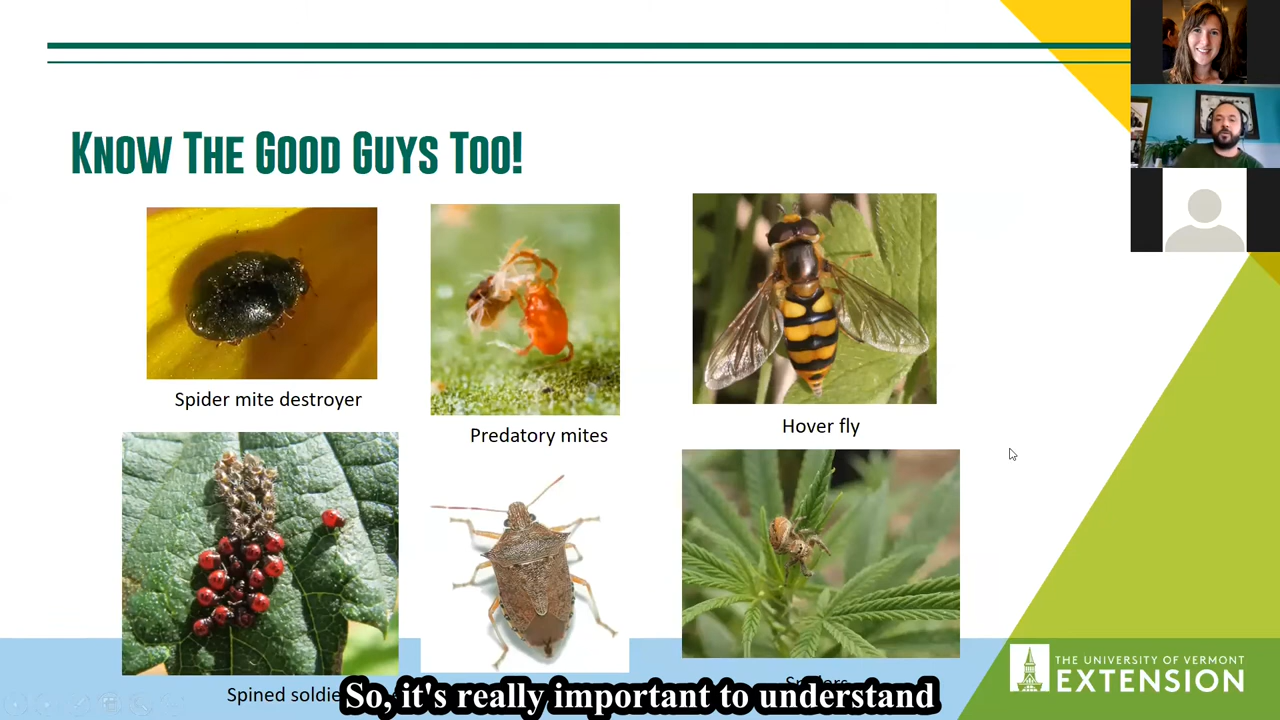 KNOW THE GOOD GUYS TOO!
Spider mite destroyer
Predatory mites
Hover fly
Spined
So, it's really important to understand
THE UNIVERSITY OF VERMONT
EXTENSION